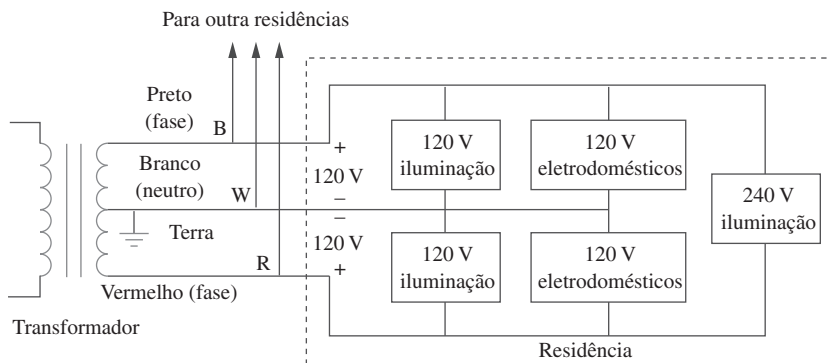 Para outra residências
Preto
(fase)
B
Branco
(neutro)
W
Terra
R
Vermelho (fase)
Transformador
+
120 V
–
–
120 V
+
120 V
iluminação
120 V
eletrodomésticos
240 V
iluminação
120 V
iluminação
120 V
eletrodomésticos
Residência